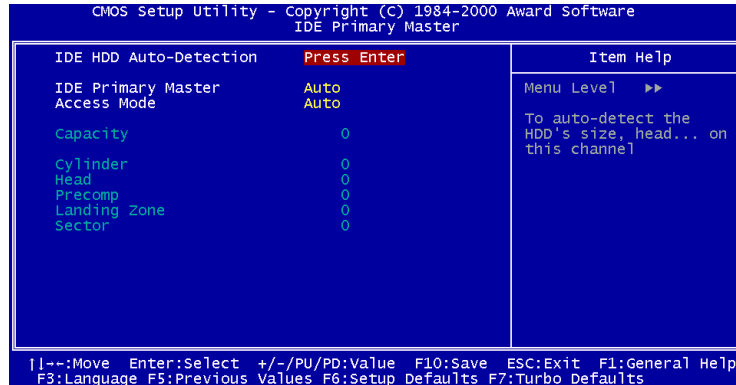 CMOS Setup Utility - Copyright (C) 1984-2000 Award Software
IDE Primary Master
IDE HDD Auto-Detection Press Enter
Item Help
IDE Primary Master Auto
Access Mode Auto
Capacity 0
Cylinder 0
Head 0
Precomp 0
Landing Zone 0
Sector 0
Menu Level ▸▸
To auto-detect the
HDD's size, head... on
this channel
↑↓→←:Move Enter:Select +/-/PU/PD:Value F10:Save ESC:Exit F1:General Help
F3:Language F5:Previous Values F6:Setup Defaults F7:Turbo Defaults